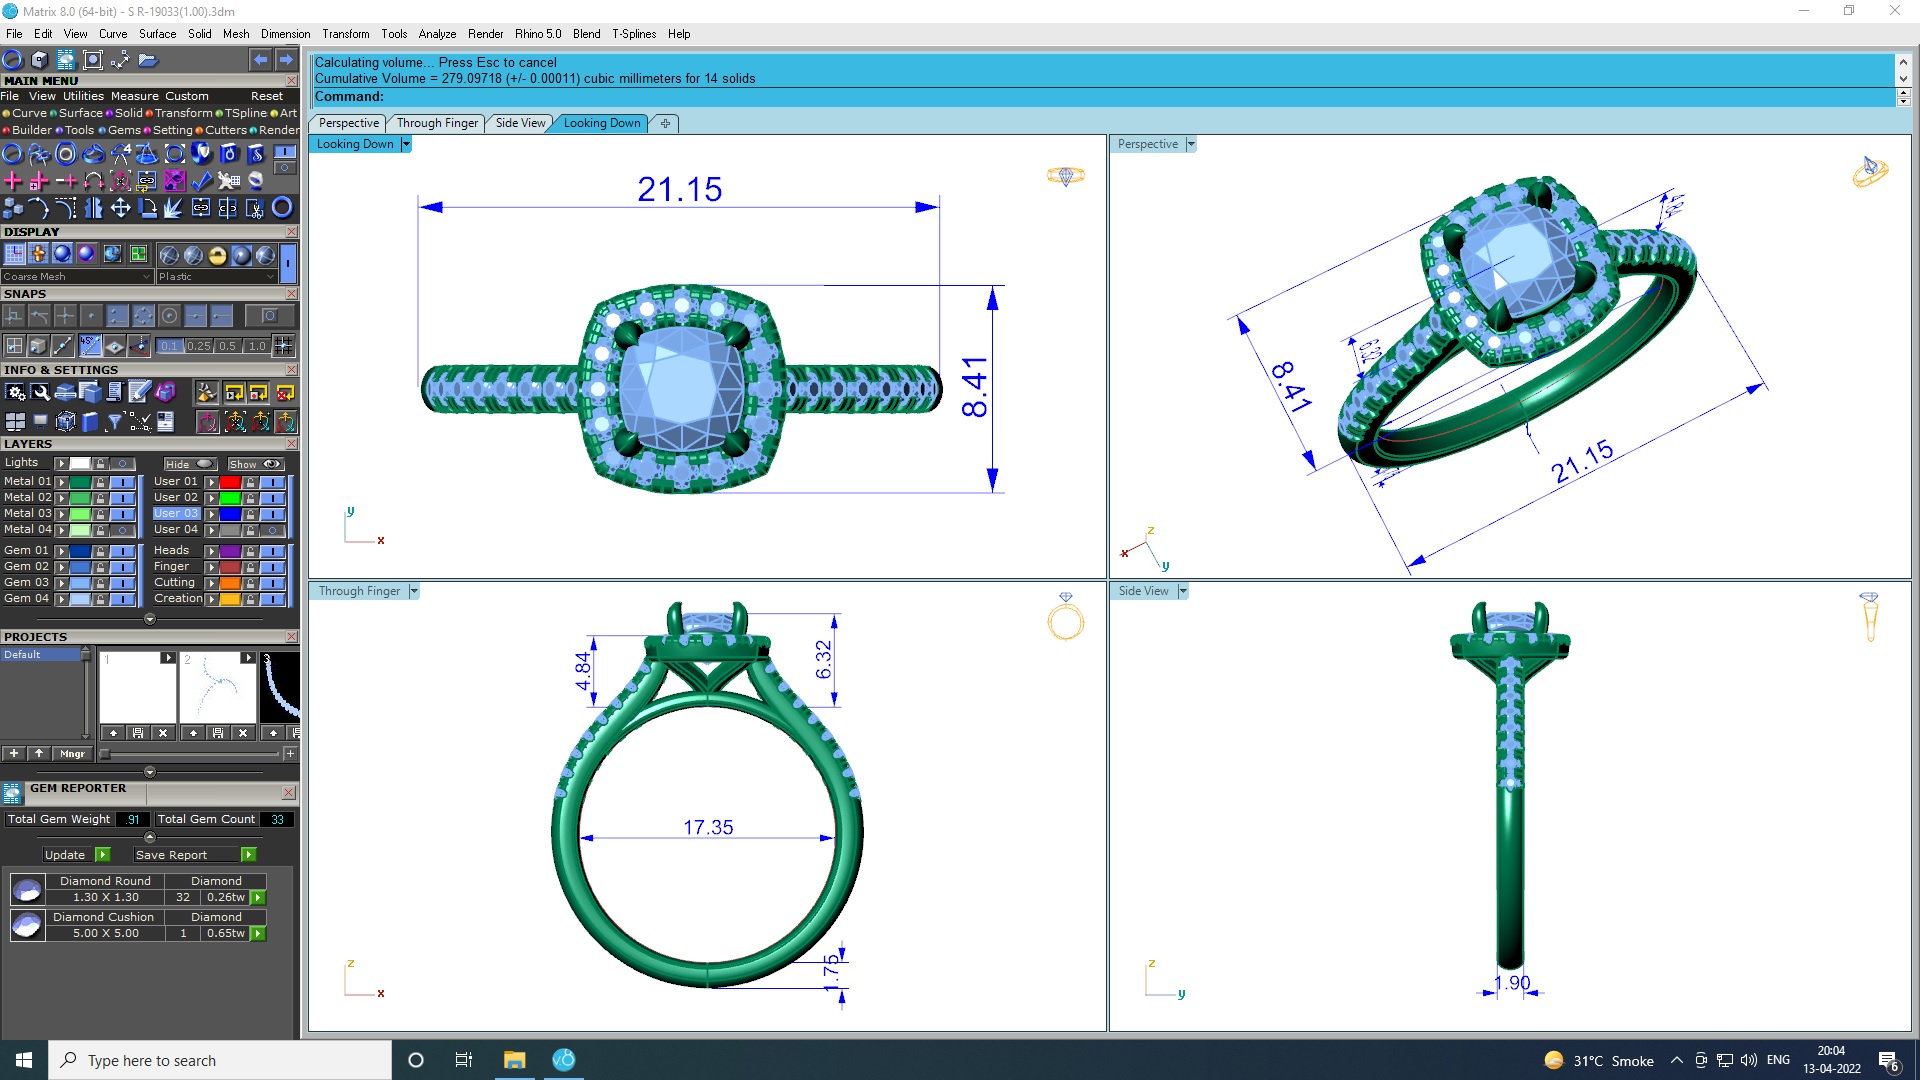 Matrix 8.0 (64-bit) - S R-19033(1.00).3dm
File Edit View Curve Surface Solid Mesh Dimension Transform Tools Analyze Render Rhino 5.0 Blend T-Splines Help
Calculating volume... Press Esc to cancel
Cumulative Volume = 279.09718 (+/- 0.00011) cubic millimeters for 14 solids
Command:
MAIN MENU
File View Utilities Measure Custom Reset
Curve Surface Solid Transform TSpline Art
Builder Tools Gems Setting Cutters Render
DISPLAY
Coarse Mesh Plastic
SNAPS
0.1 0.25 0.5 1.0
INFO & SETTINGS
LAYERS
Lights Hide Show
Metal 01 User 01
Metal 02 User 02
Metal 03 User 03
Metal 04 User 04
Gem 01 Heads
Gem 02 Finger
Gem 03 Cutting
Gem 04 Creation
PROJECTS
Default 1 2 3
Mngr
GEM REPORTER
Total Gem Weight .91 Total Gem Count 33
Update Save Report
Diamond Round Diamond
1.30 X 1.30 32 0.26tw
Diamond Cushion Diamond
5.00 X 5.00 1 0.65tw
Perspective Through Finger Side View Looking Down
Looking Down
21.15
8.41
y
x
Perspective
4.84
6.32
8.41
21.15
z
x
y
Through Finger
4.84
6.32
17.35
1.75
z
x
Side View
1.90
z
y
Type here to search
31°C Smoke ENG
20:04
13-04-2022
6